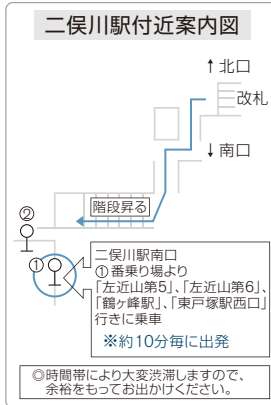 二俣川駅付近案内図
↑北口
改札
↓南口
階段昇る
②
①
二俣川駅南口
①番乗り場より
「左近山第5」、「左近山第6」、
「鶴ヶ峰駅」、「東戸塚駅西口」
行きに乗車
※約10分毎に出発
◎時間帯により大変渋滞しますので、
余裕をもってお出かけください。